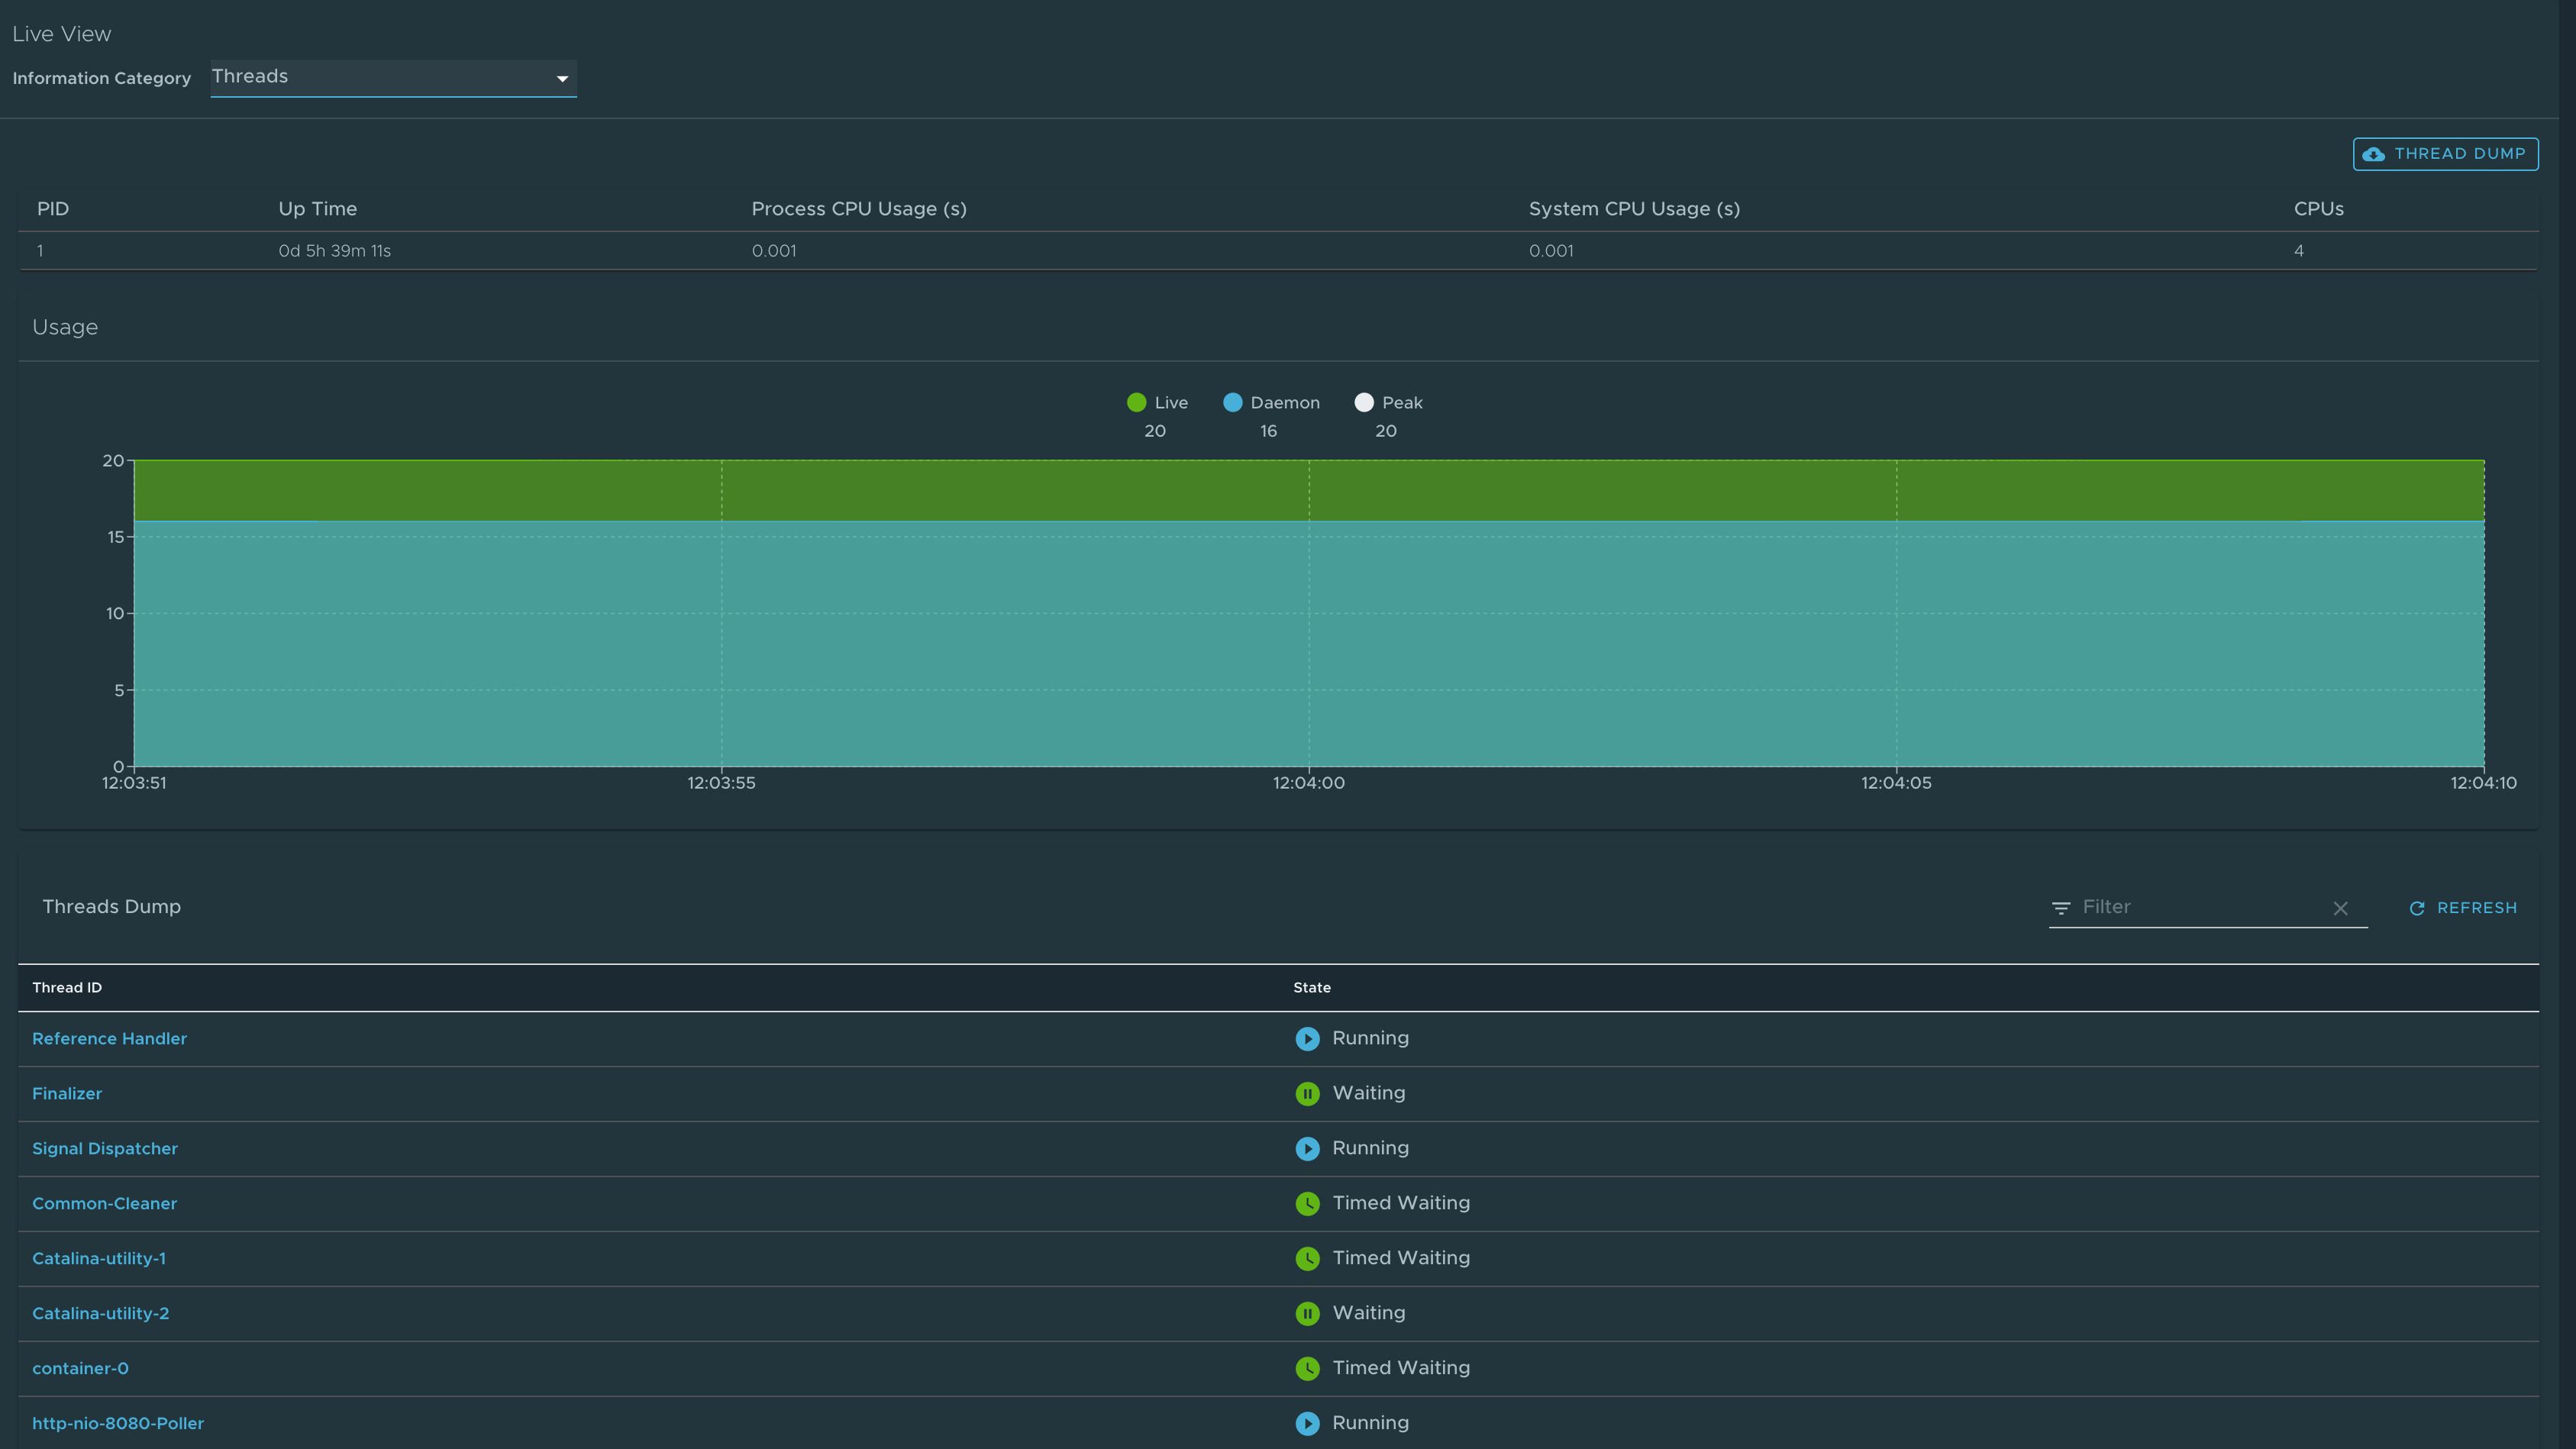 Live View
Information Category Threads
THREAD DUMP
PID Up Time Process CPU Usage (s) System CPU Usage (s) CPUs
1 0d 5h 39m 11s 0.001 0.001 4
Usage
Live Daemon Peak
20 16 20
20
15
10
5
0
12:03:51 12:03:55 12:04:00 12:04:05 12:04:10
Threads Dump Filter REFRESH
Thread ID State
Reference Handler Running
Finalizer Waiting
Signal Dispatcher Running
Common-Cleaner Timed Waiting
Catalina-utility-1 Timed Waiting
Catalina-utility-2 Waiting
container-0 Timed Waiting
http-nio-8080-Poller Running